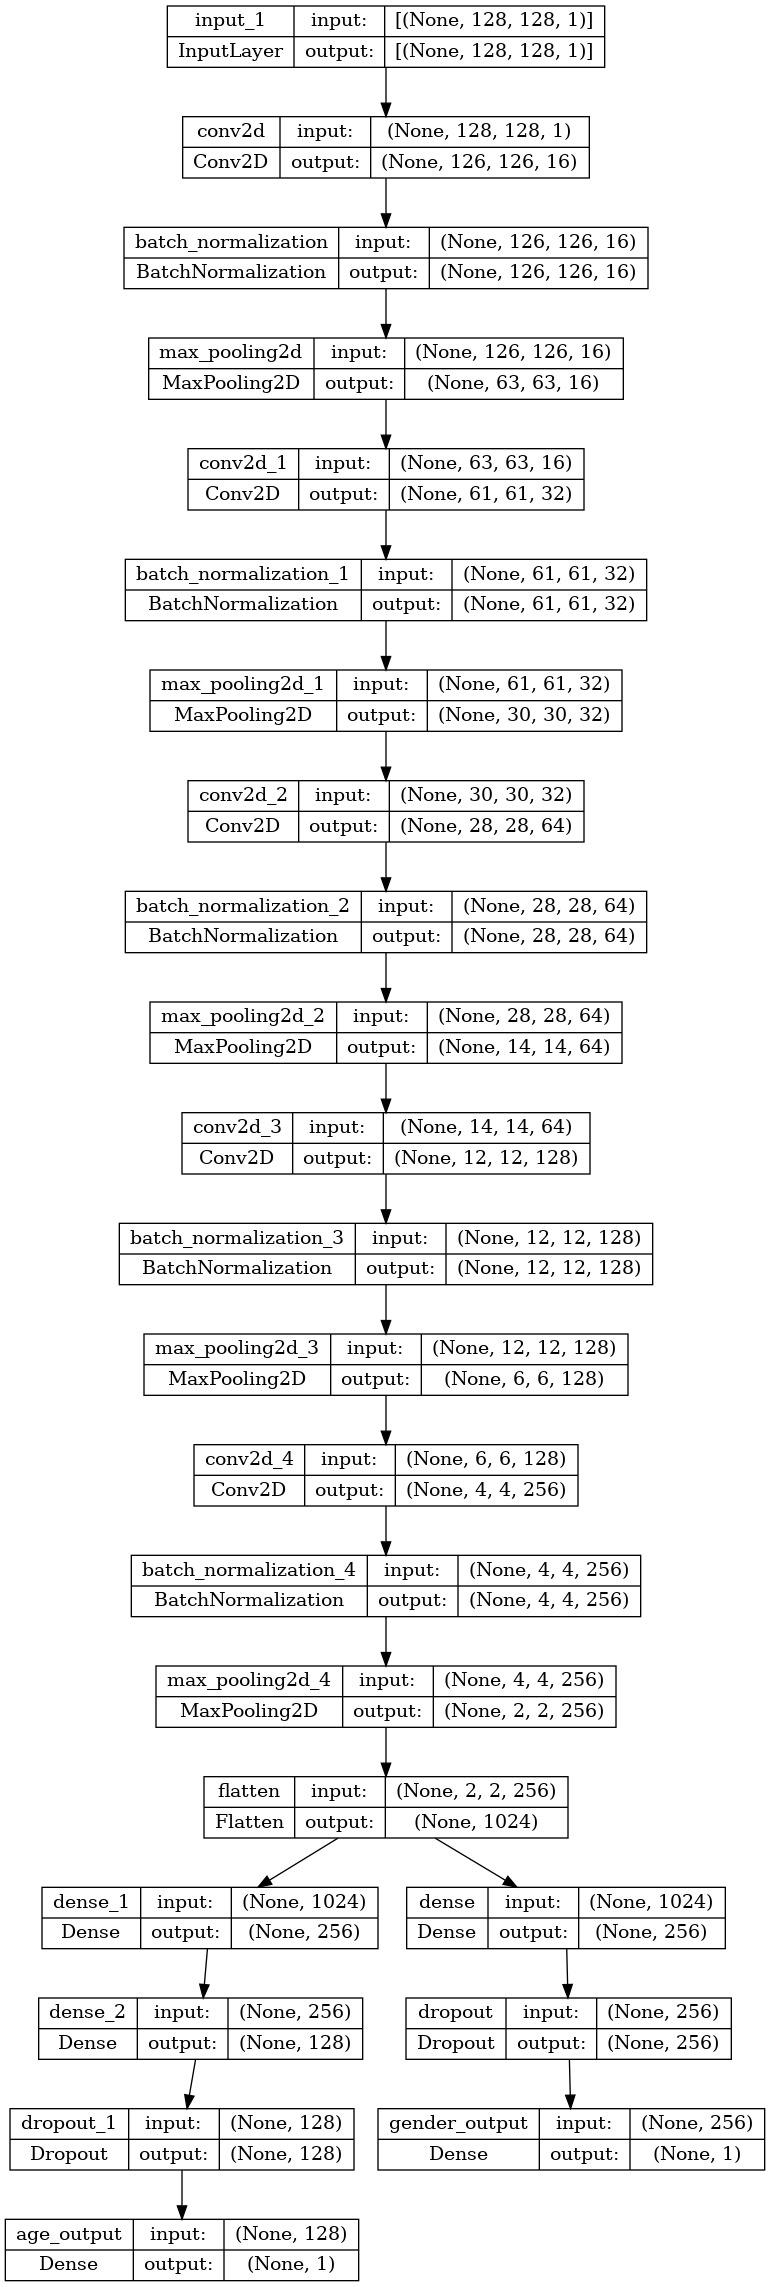 input_1 input: [(None, 128, 128, 1)]
InputLayer output: [(None, 128, 128, 1)]
conv2d input: (None, 128, 128, 1)
Conv2D output: (None, 126, 126, 16)
batch_normalization input: (None, 126, 126, 16)
BatchNormalization output: (None, 126, 126, 16)
max_pooling2d input: (None, 126, 126, 16)
MaxPooling2D output: (None, 63, 63, 16)
conv2d_1 input: (None, 63, 63, 16)
Conv2D output: (None, 61, 61, 32)
batch_normalization_1 input: (None, 61, 61, 32)
BatchNormalization output: (None, 61, 61, 32)
max_pooling2d_1 input: (None, 61, 61, 32)
MaxPooling2D output: (None, 30, 30, 32)
conv2d_2 input: (None, 30, 30, 32)
Conv2D output: (None, 28, 28, 64)
batch_normalization_2 input: (None, 28, 28, 64)
BatchNormalization output: (None, 28, 28, 64)
max_pooling2d_2 input: (None, 28, 28, 64)
MaxPooling2D output: (None, 14, 14, 64)
conv2d_3 input: (None, 14, 14, 64)
Conv2D output: (None, 12, 12, 128)
batch_normalization_3 input: (None, 12, 12, 128)
BatchNormalization output: (None, 12, 12, 128)
max_pooling2d_3 input: (None, 12, 12, 128)
MaxPooling2D output: (None, 6, 6, 128)
conv2d_4 input: (None, 6, 6, 128)
Conv2D output: (None, 4, 4, 256)
batch_normalization_4 input: (None, 4, 4, 256)
BatchNormalization output: (None, 4, 4, 256)
max_pooling2d_4 input: (None, 4, 4, 256)
MaxPooling2D output: (None, 2, 2, 256)
flatten input: (None, 2, 2, 256)
Flatten output: (None, 1024)
dense_1 input: (None, 1024)
Dense output: (None, 256)
dense input: (None, 1024)
Dense output: (None, 256)
dense_2 input: (None, 256)
Dense output: (None, 128)
dropout input: (None, 256)
Dropout output: (None, 256)
dropout_1 input: (None, 128)
Dropout output: (None, 128)
gender_output input: (None, 256)
Dense output: (None, 1)
age_output input: (None, 128)
Dense output: (None, 1)